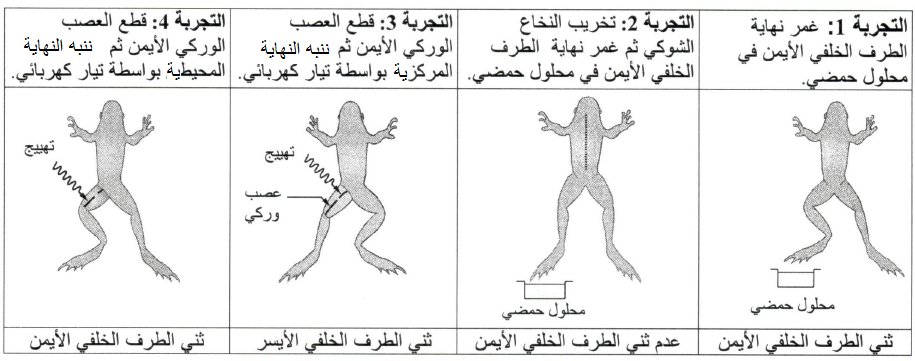 التجربة 1: غمر نهاية
الطرف الخلفي الأيمن في
محلول حمضي.
التجربة 2: تخريب النخاع
الشوكي ثم غمر نهاية الطرف
الخلفي الأيمن في محلول حمضي.
التجربة 3: قطع العصب
الوركي الأيمن ثم ننبه النهاية
المركزية بواسطة تيار كهربائي.
التجربة 4: قطع العصب
الوركي الأيمن ثم ننبه النهاية
المحيطية بواسطة تيار كهربائي.
محلول حمضي
محلول حمضي
تهييج
عصب
وركي
تهييج
ثني الطرف الخلفي الأيمن
عدم ثني الطرف الخلفي الأيمن
ثني الطرف الخلفي الأيسر
ثني الطرف الخلفي الأيمن